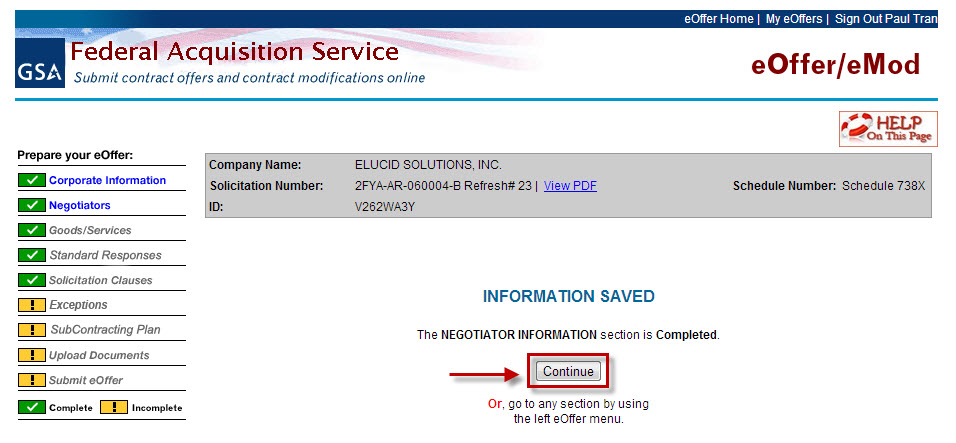 eOffer Home | My eOffers | Sign Out Paul Tran
GSA Federal Acquisition Service
Submit contract offers and contract modifications online
eOffer/eMod
HELP
On This Page
Prepare your eOffer:
Corporate Information
Negotiators
Goods/Services
Standard Responses
Solicitation Clauses
Exceptions
SubContracting Plan
Upload Documents
Submit eOffer
Complete ! Incomplete
Company Name: ELUCID SOLUTIONS, INC.
Solicitation Number: 2FYA-AR-060004-B Refresh# 23 | View PDF Schedule Number: Schedule 738X
ID: V262WA3Y
INFORMATION SAVED
The NEGOTIATOR INFORMATION section is Completed.
Continue
Or, go to any section by using
the left eOffer menu.